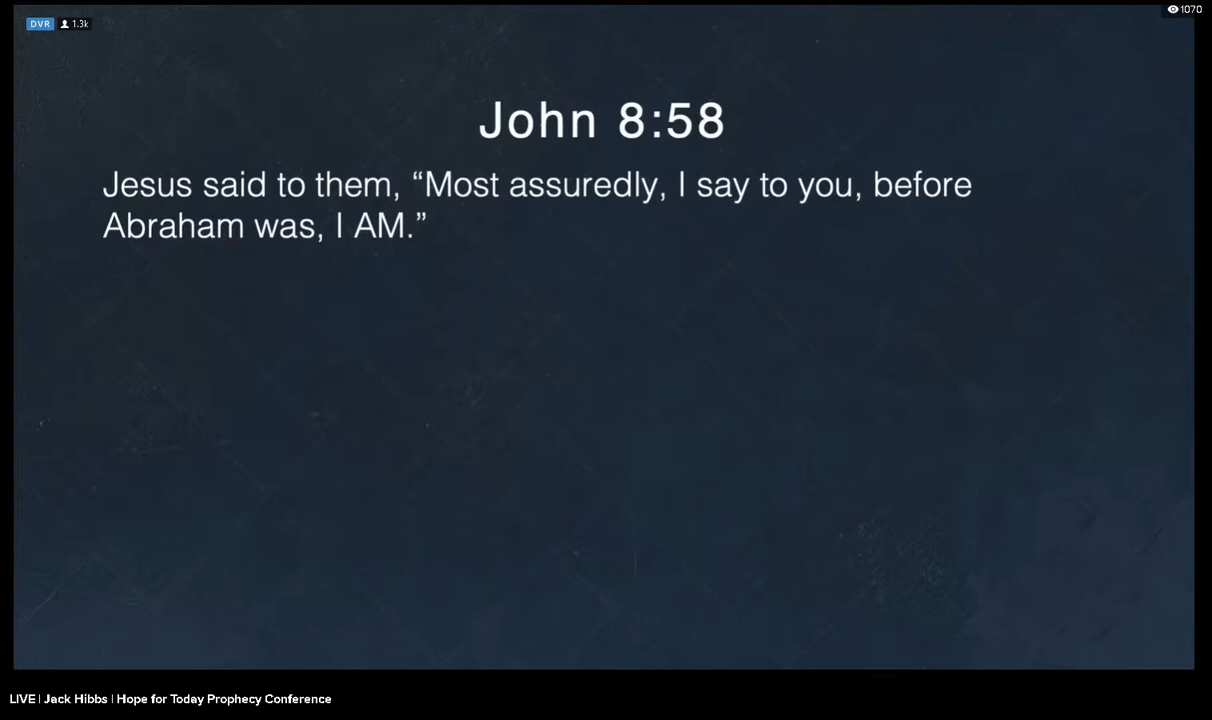 DVR 1.3k
1070
John 8:58
Jesus said to them, “Most assuredly, I say to you, before
Abraham was, I AM.”
LIVE | Jack Hibbs | Hope for Today Prophecy Conference